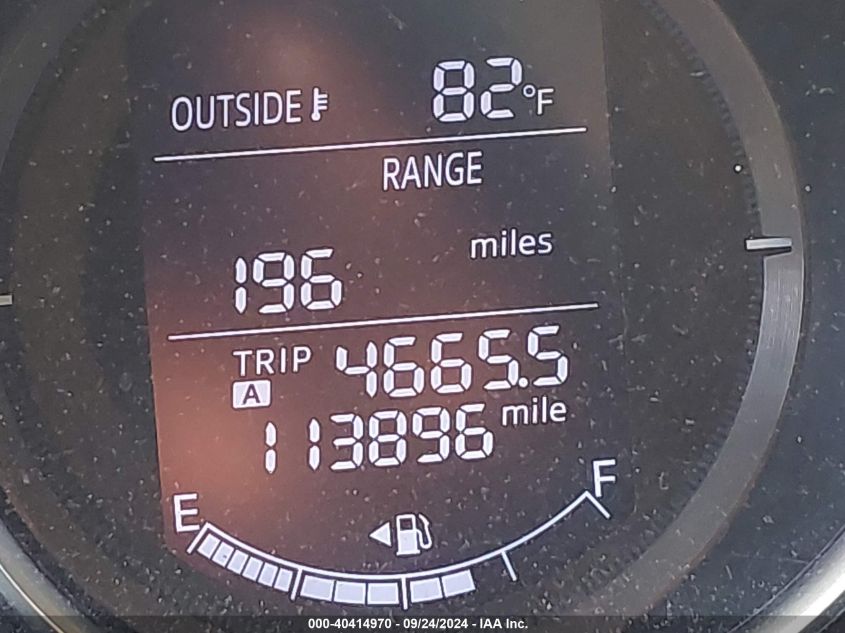 OUTSIDE 82°F
RANGE
miles
196
TRIP A 4665.5
113896 mile
E F
000-40414970 - 09/24/2024 - IAA Inc.